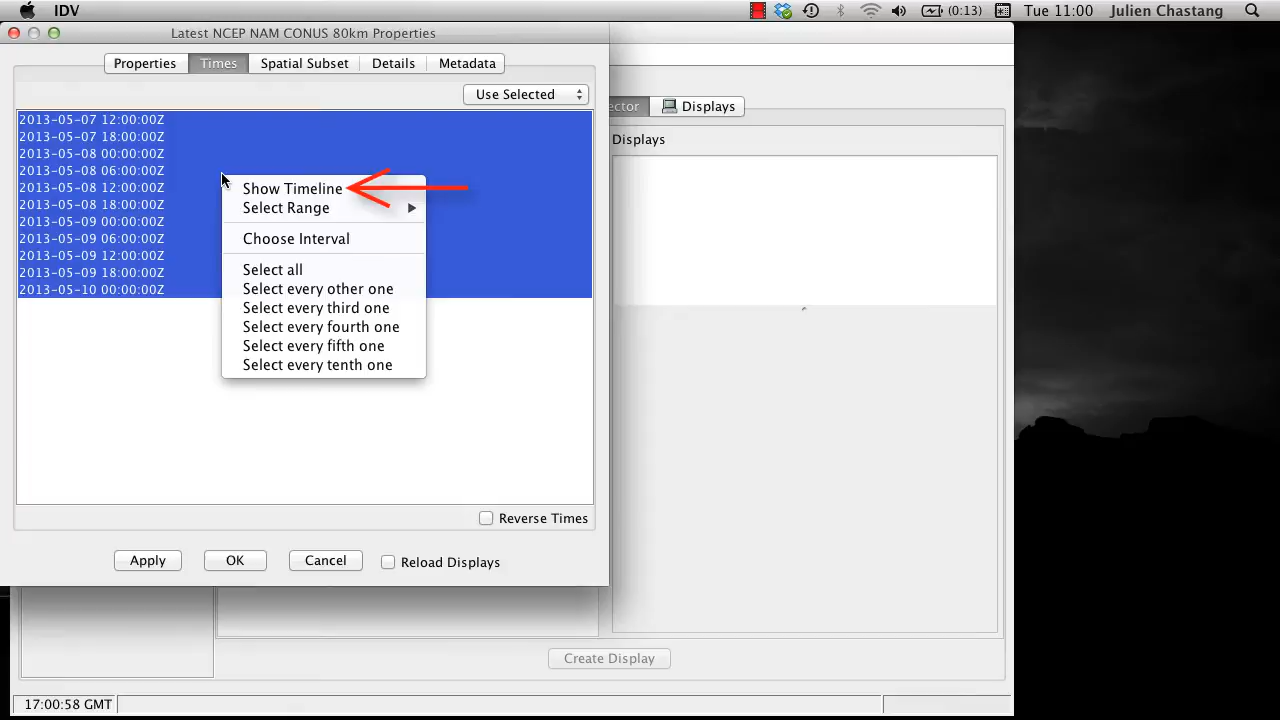 IDV
(0:13)
Tue 11:00
Julien Chastang
Latest NCEP NAM CONUS 80km Properties
Properties
Times
Spatial Subset
Details
Metadata
Use Selected
ector
Displays
Displays
2013-05-07 12:00:00Z
2013-05-07 18:00:00Z
2013-05-08 00:00:00Z
2013-05-08 06:00:00Z
2013-05-08 12:00:00Z
2013-05-08 18:00:00Z
2013-05-09 00:00:00Z
2013-05-09 06:00:00Z
2013-05-09 12:00:00Z
2013-05-09 18:00:00Z
2013-05-10 00:00:00Z
Show Timeline
Select Range
Choose Interval
Select all
Select every other one
Select every third one
Select every fourth one
Select every fifth one
Select every tenth one
Reverse Times
Apply
OK
Cancel
Reload Displays
Create Display
17:00:58 GMT